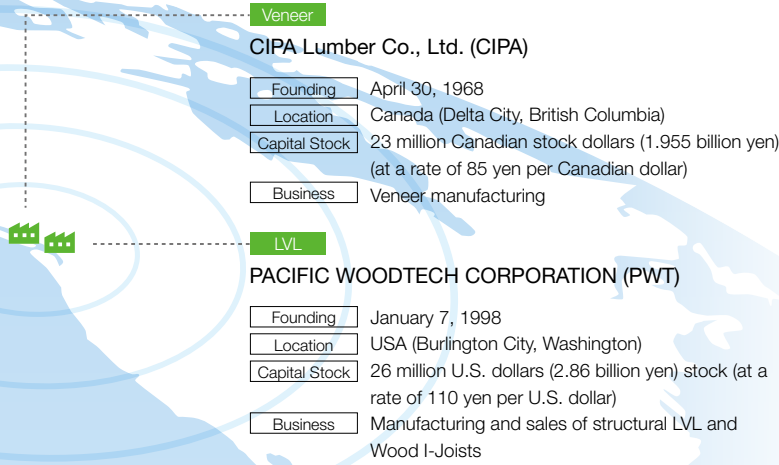 Veneer
CIPA Lumber Co., Ltd. (CIPA)
Founding April 30, 1968
Location Canada (Delta City, British Columbia)
Capital Stock 23 million Canadian stock dollars (1.955 billion yen)
(at a rate of 85 yen per Canadian dollar)
Business Veneer manufacturing
LVL
PACIFIC WOODTECH CORPORATION (PWT)
Founding January 7, 1998
Location USA (Burlington City, Washington)
Capital Stock 26 million U.S. dollars (2.86 billion yen) stock (at a
rate of 110 yen per U.S. dollar)
Business Manufacturing and sales of structural LVL and
Wood I-Joists